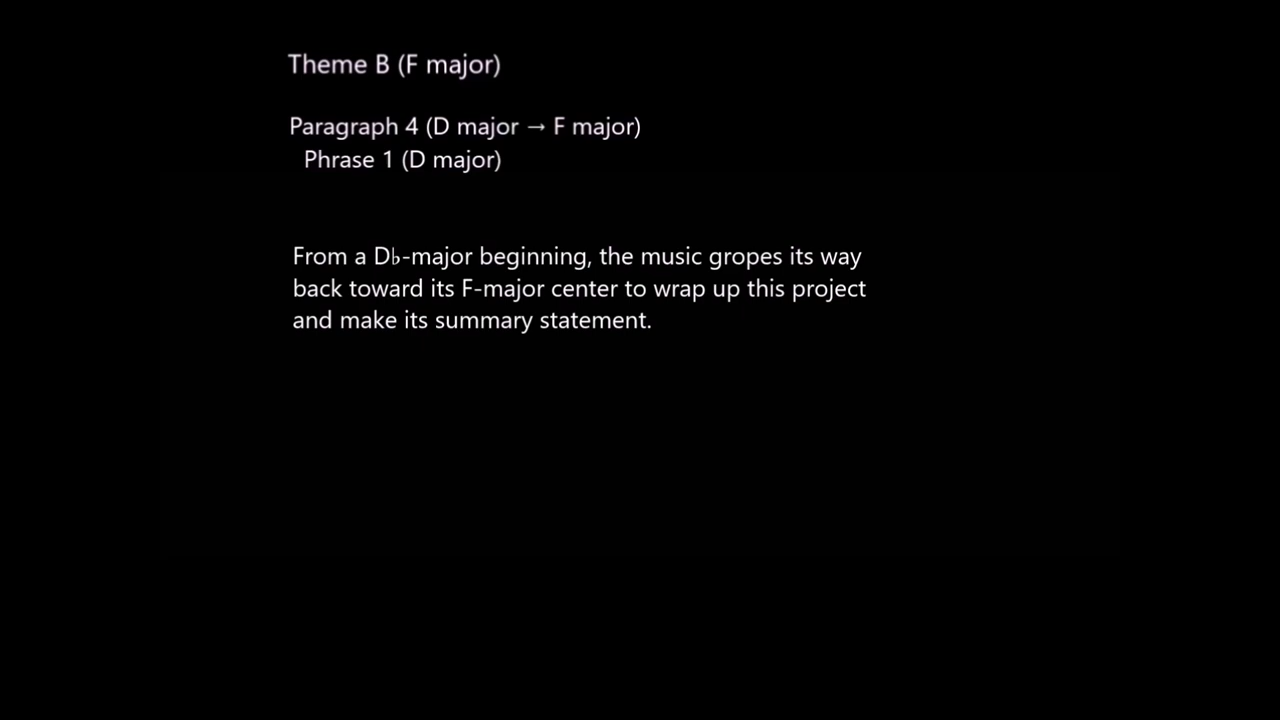 Theme B (F major)
Paragraph 4 (D major → F major)
Phrase 1 (D major)
From a D♭-major beginning, the music gropes its way
back toward its F-major center to wrap up this project
and make its summary statement.